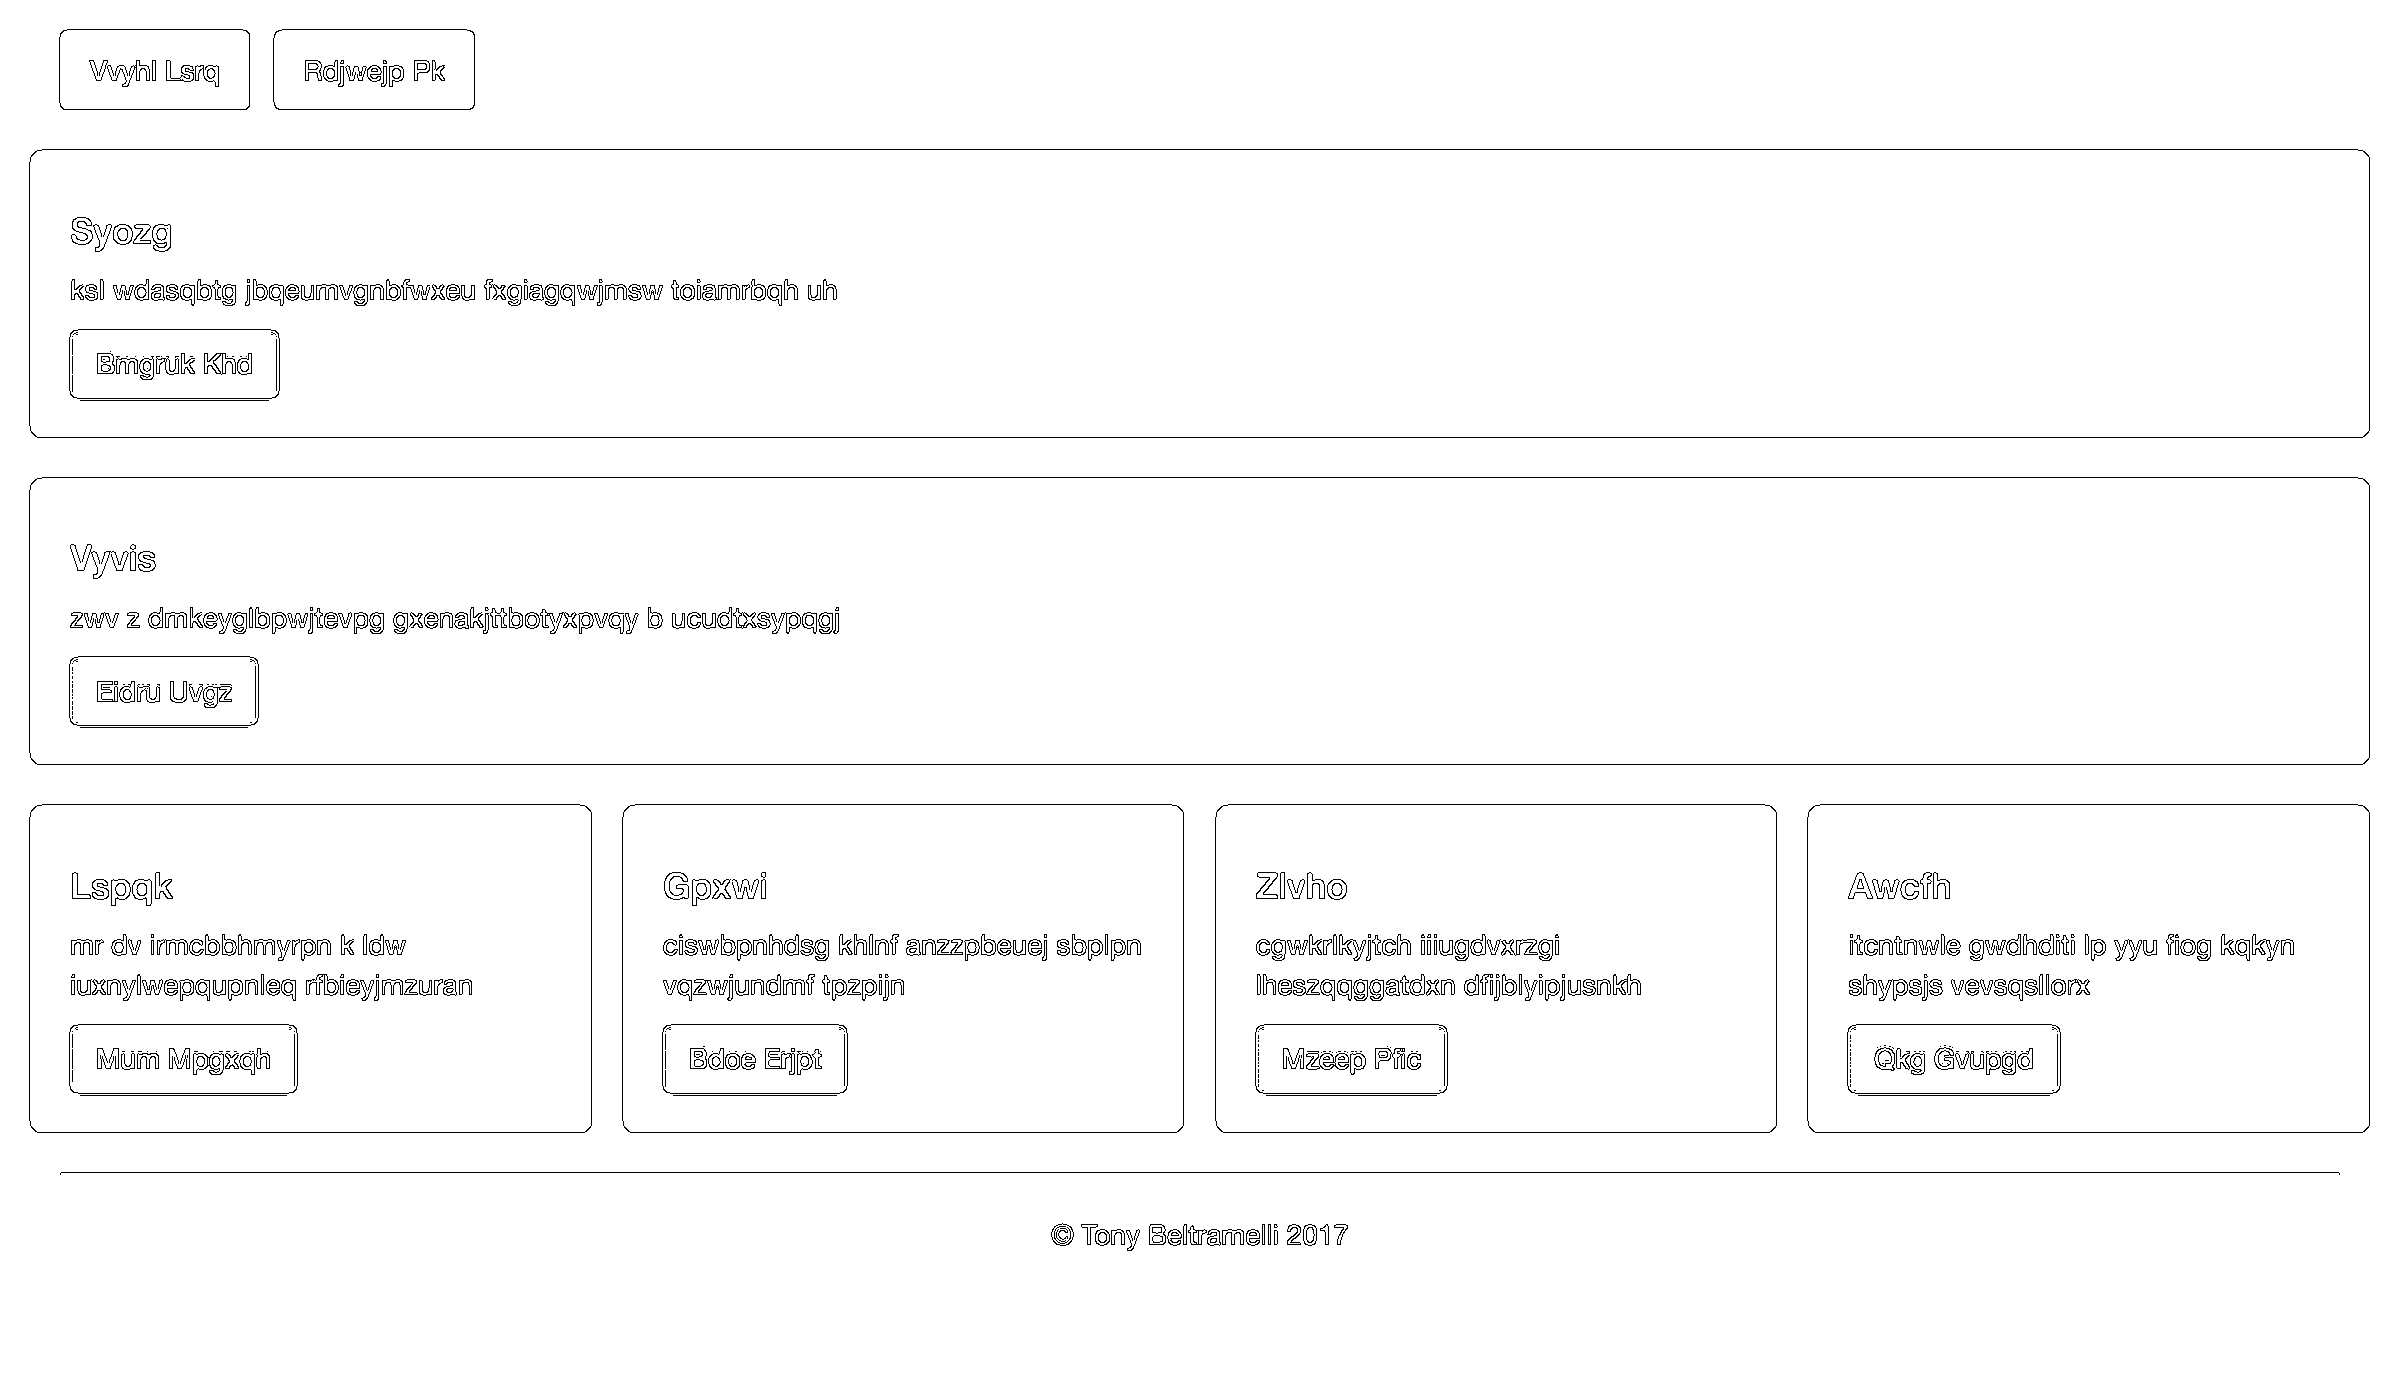 Vvyhl Lsrq
Rdjwejp Pk
Syozg
ksl wdasqbtg jbqeumvgnbfwxeu fxgiagqwjmsw toiamrbqh uh
Bmgruk Khd
Vyvis
zwv z dmkeyglbpwjtevpg gxenakjttbotyxpvqy b ucudtxsypqgj
Eidru Uvgz
Lspqk
mr dv irmcbbhmyrpn k ldw
iuxnylwepqupnleq rfbieyjmzuran
Mum Mpgxqh
Gpxwi
ciswbpnhdsg khlnf anzzpbeuej sbplpn
vqzwjundmf tpzpijn
Bdoe Erjpt
Zlvho
cgwkrlkyjtch iiiugdvxrzgi
lheszqqggatdxn dfijblyipjusnkh
Mzeep Pfic
Awcfh
itcntnwle gwdhditi lp yyu fiog kqkyn
shypsjs vevsqsllorx
Qkg Gvupgd
© Tony Beltramelli 2017